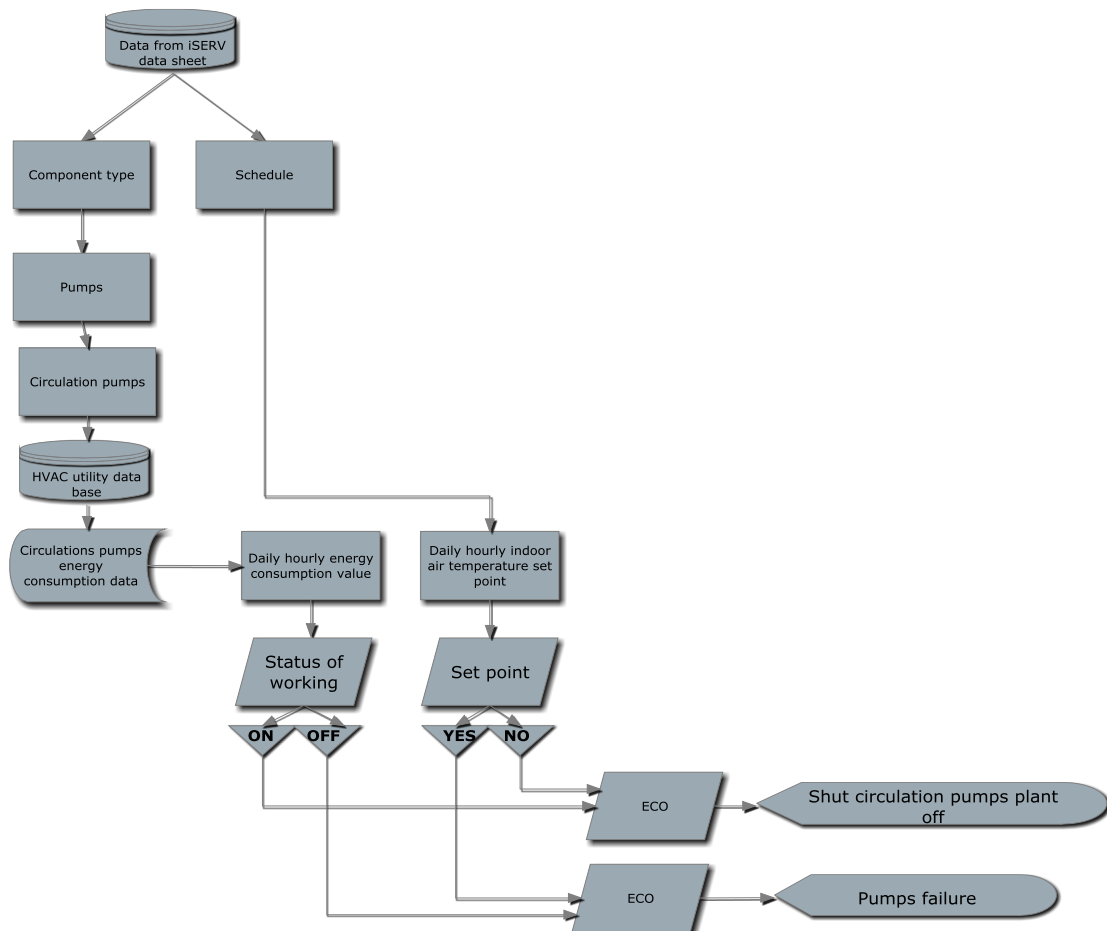 Data from iSERV
data sheet
Component type
Schedule
Pumps
Circulation pumps
HVAC utility data
base
Circulations pumps
energy
consumption data
Daily hourly energy
consumption value
Daily hourly indoor
air temperature set
point
Status of
working
Set point
ON
OFF
YES
NO
ECO
Shut circulation pumps plant
off
ECO
Pumps failure